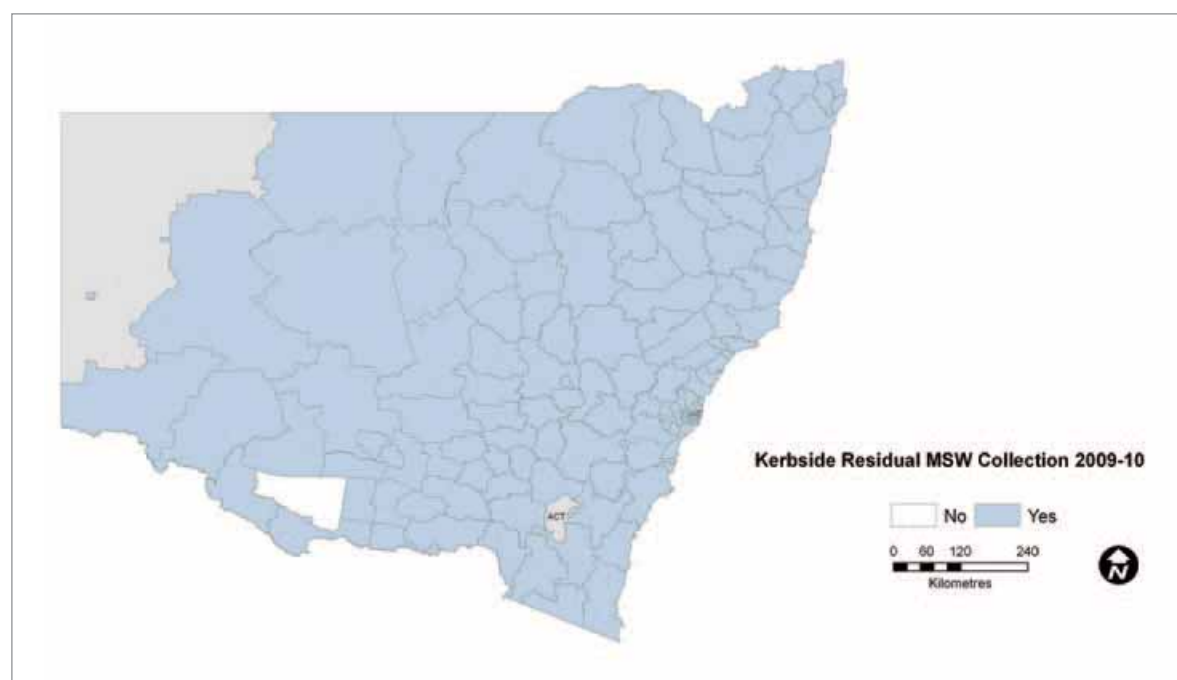 ACT
Kerbside Residual MSW Collection 2009-10
No Yes
0 60 120 240
Kilometres
N